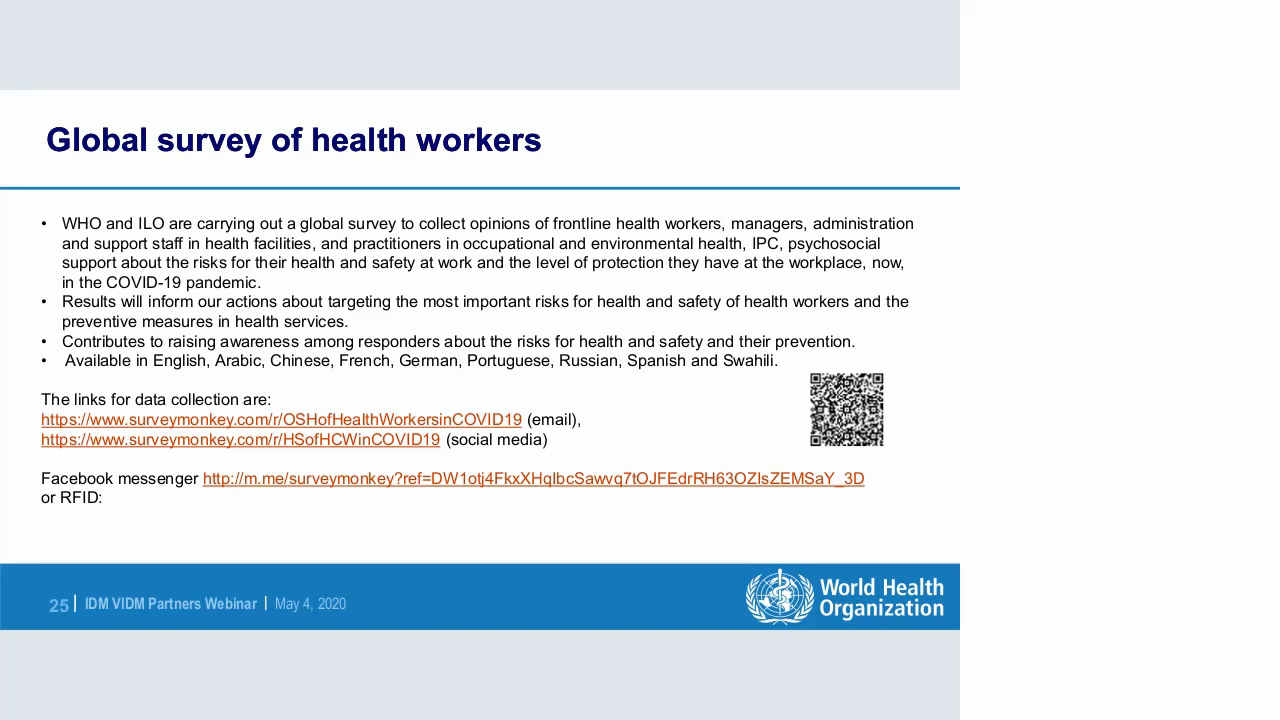 Global survey of health workers
• WHO and ILO are carrying out a global survey to collect opinions of frontline health workers, managers, administration
and support staff in health facilities, and practitioners in occupational and environmental health, IPC, psychosocial
support about the risks for their health and safety at work and the level of protection they have at the workplace, now,
in the COVID-19 pandemic.
• Results will inform our actions about targeting the most important risks for health and safety of health workers and the
preventive measures in health services.
• Contributes to raising awareness among responders about the risks for health and safety and their prevention.
• Available in English, Arabic, Chinese, French, German, Portuguese, Russian, Spanish and Swahili.
The links for data collection are:
https://www.surveymonkey.com/r/OSHofHealthWorkersinCOVID19 (email),
https://www.surveymonkey.com/r/HSofHCWinCOVID19 (social media)
Facebook messenger http://m.me/surveymonkey?ref=DW1otj4FkxXHqIbcSawvq7tOJFEdrRH63OZIsZEMSaY_3D
or RFID:
25 | IDM VIDM Partners Webinar | May 4, 2020
World Health
Organization